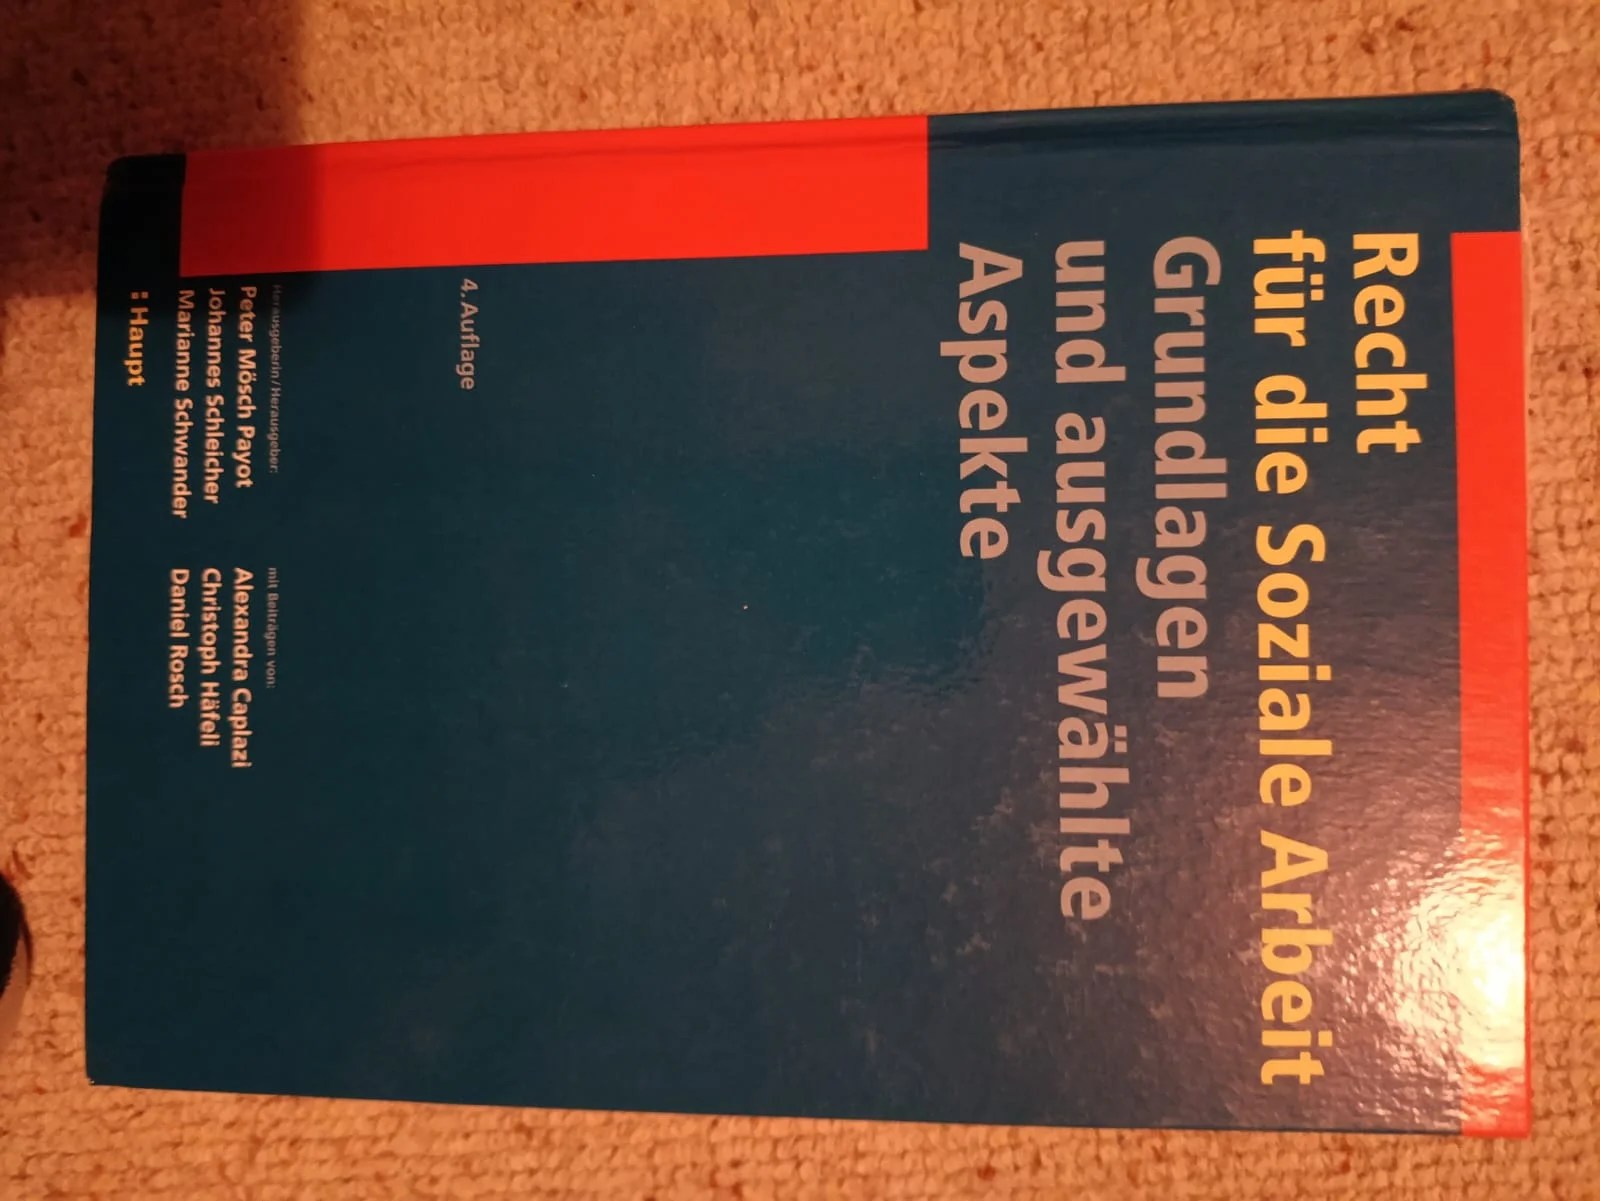 Recht
für die Soziale Arbeit
Grundlagen
und ausgewählte
Aspekte
4. Auflage
Herausgeberin/Herausgeber:
Peter Mösch Payot
Johannes Schleicher
Marianne Schwander
mit Beiträgen von:
Alexandra Caplazi
Christoph Häfeli
Daniel Rosch
Haupt